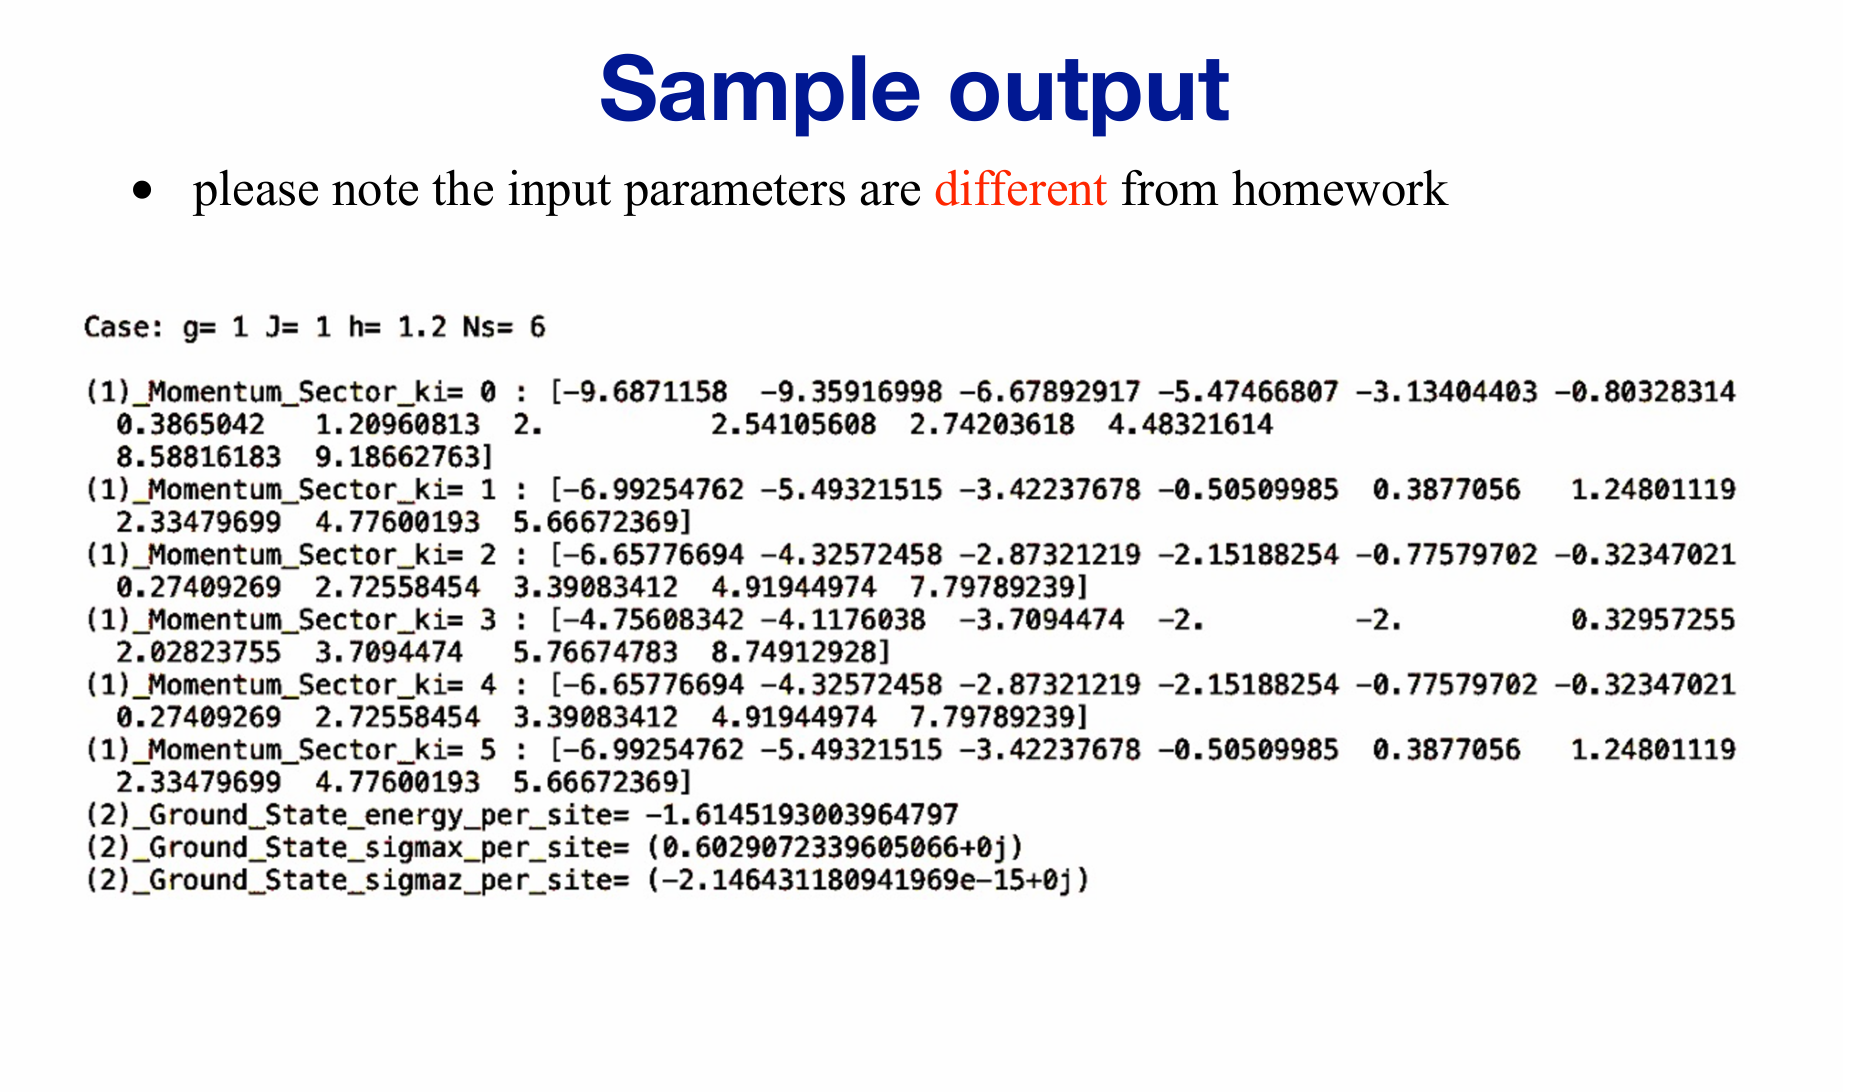 Sample output
• please note the input parameters are different from homework
Case: g= 1 J= 1 h= 1.2 Ns= 6
(1)_Momentum_Sector_ki= 0 : [-9.6871158  -9.35916998 -6.67892917 -5.47466807 -3.13404403 -0.80328314
0.3865042   1.20960813  2.          2.54105608  2.74203618  4.48321614
8.58816183  9.18662763]
(1)_Momentum_Sector_ki= 1 : [-6.99254762 -5.49321515 -3.42237678 -0.50509985  0.3877056   1.24801119
2.33479699  4.77600193  5.66672369]
(1)_Momentum_Sector_ki= 2 : [-6.65776694 -4.32572458 -2.87321219 -2.15188254 -0.77579702 -0.32347021
0.27409269  2.72558454  3.39083412  4.91944974  7.79789239]
(1)_Momentum_Sector_ki= 3 : [-4.75608342 -4.1176038  -3.7094474  -2.         -2.          0.32957255
2.02823755  3.7094474   5.76674783  8.74912928]
(1)_Momentum_Sector_ki= 4 : [-6.65776694 -4.32572458 -2.87321219 -2.15188254 -0.77579702 -0.32347021
0.27409269  2.72558454  3.39083412  4.91944974  7.79789239]
(1)_Momentum_Sector_ki= 5 : [-6.99254762 -5.49321515 -3.42237678 -0.50509985  0.3877056   1.24801119
2.33479699  4.77600193  5.66672369]
(2)_Ground_State_energy_per_site= -1.6145193003964797
(2)_Ground_State_sigmax_per_site= (0.6029072339605066+0j)
(2)_Ground_State_sigmaz_per_site= (-2.146431180941969e-15+0j)